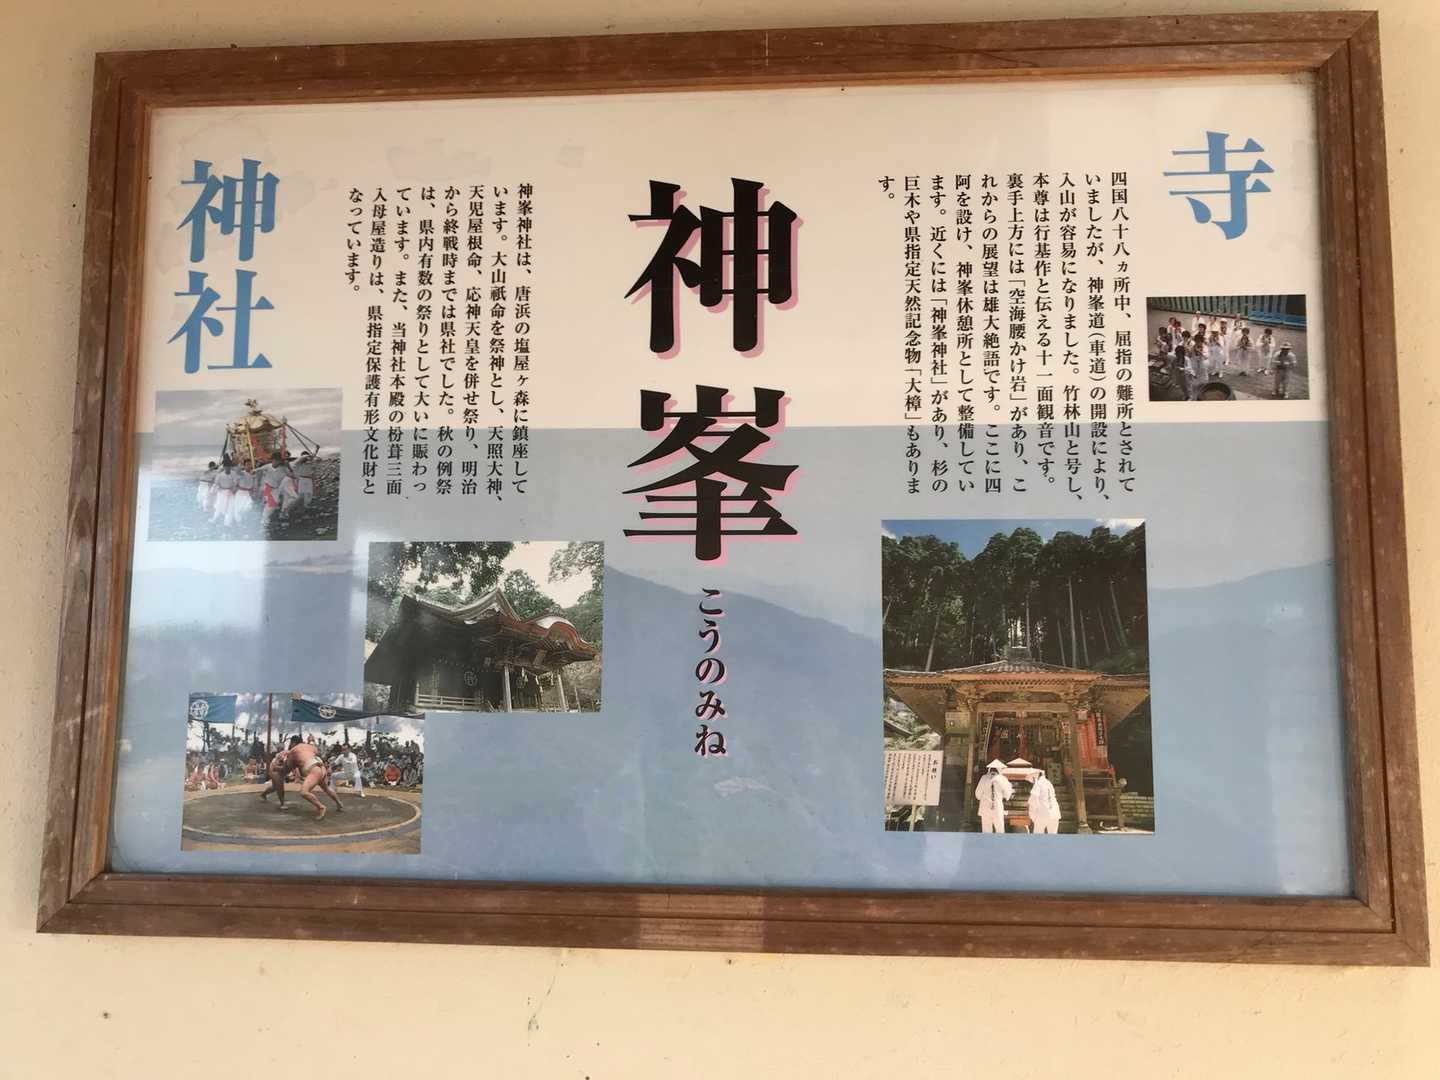 寺
四国八十八ヵ所中、屈指の難所とされて
いましたが、神峯道(車道)の開設により、
入山が容易になりました。竹林山と号し、
本尊は行基作と伝える十一面観音です。
裏手上方には「空海腰かけ岩」があり、こ
れからの展望は雄大絶語です。ここに四
阿を設け、神峯休憩所として整備してい
ます。近くには「神峯神社」があり、杉の
巨木や県指定天然記念物「大樟」もありま
す。
神峯
こうのみね
神社
神峯神社は、唐浜の塩屋ヶ森に鎮座して
います。大山祇命を祭神とし、天照大神、
天児屋根命、応神天皇を併せ祭り、明治
から終戦時までは県社でした。秋の例祭
は、県内有数の祭りとして大いに賑わっ
ています。また、当神社本殿の枌葺三面
入母屋造りは、県指定保護有形文化財と
なっています。
お願い